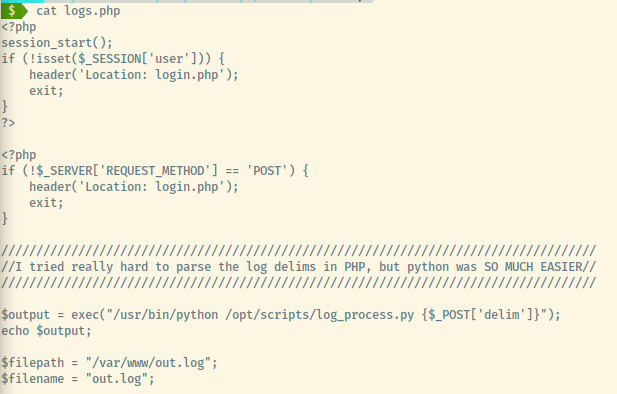 $ cat logs.php
<?php
session_start();
if (!isset($_SESSION['user'])) {
    header('Location: login.php');
    exit;
}
?>

<?php
if (!$_SERVER['REQUEST_METHOD'] == 'POST') {
    header('Location: login.php');
    exit;
}

/////////////////////////////////////////////////////////////////////////////////////
//I tried really hard to parse the log delims in PHP, but python was SO MUCH EASIER//
/////////////////////////////////////////////////////////////////////////////////////

$output = exec("/usr/bin/python /opt/scripts/log_process.py {$_POST['delim']}");
echo $output;

$filepath = "/var/www/out.log";
$filename = "out.log";